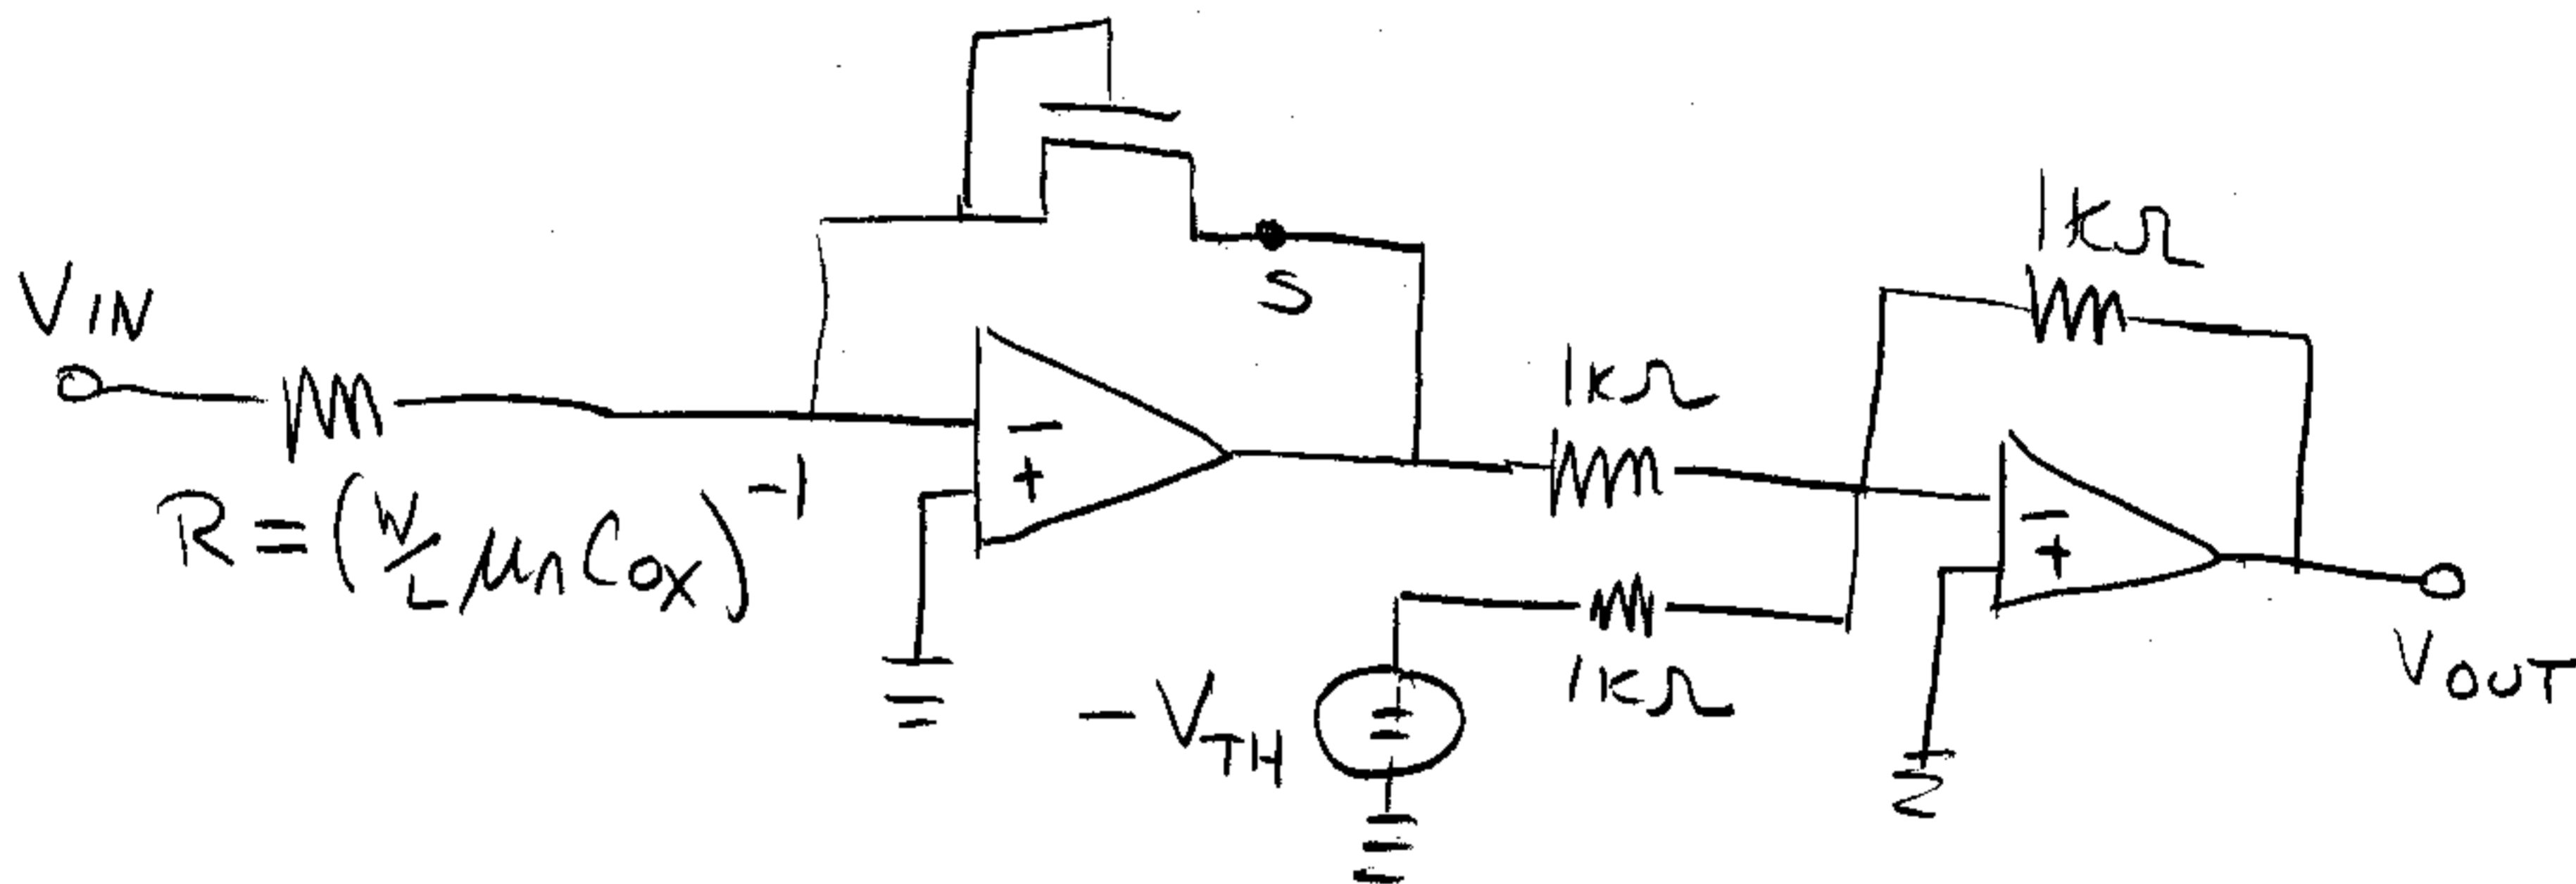 VIN
R = (W/L μn Cox)^-1
S
−
+
1kΩ
1kΩ
−VTH
1kΩ
−
+
VOUT